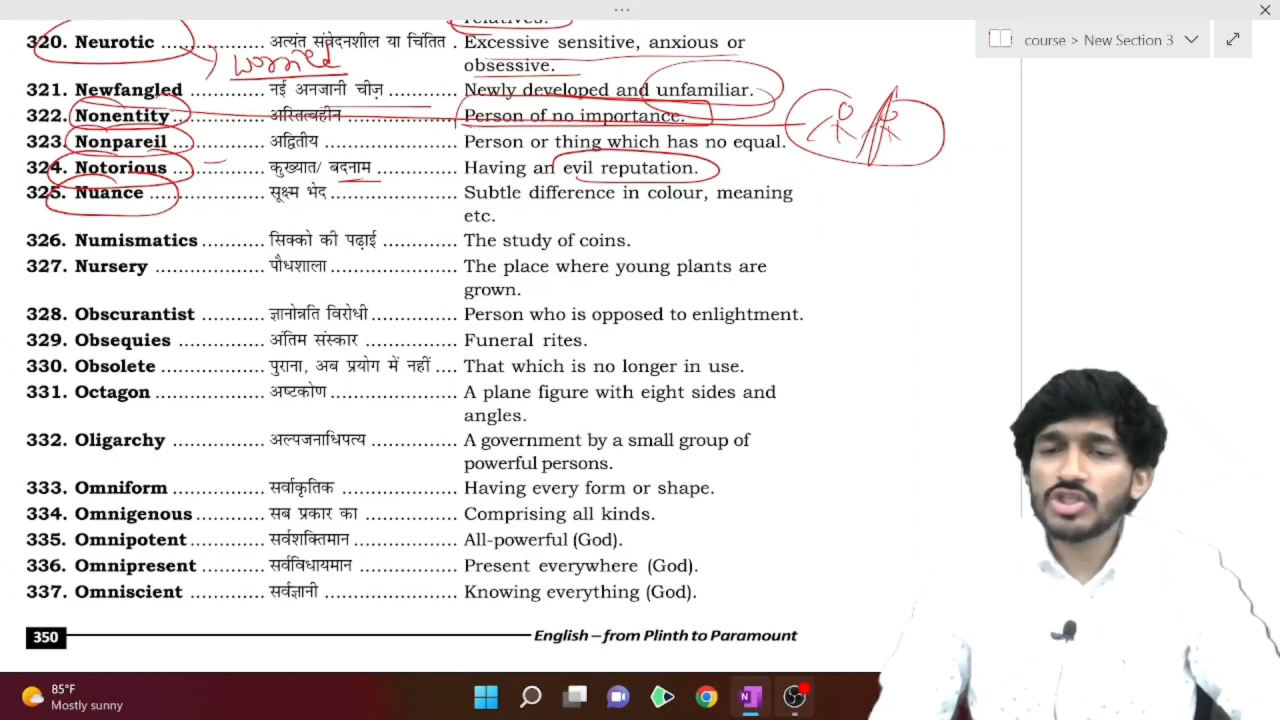 relatives.
320. Neurotic .................. अत्यंत संवेदनशील या चिंतित . Excessive sensitive, anxious or
worried
obsessive.
321. Newfangled ............. नई अनजानी चीज़ .............. Newly developed and unfamiliar.
322. Nonentity ................ अस्तित्वहीन ..................... Person of no importance.
323. Nonpareil ................ अद्वितीय ......................... Person or thing which has no equal.
324. Notorious ................ कुख्यात/ बदनाम .............. Having an evil reputation.
325. Nuance .................... सूक्ष्म भेद ...................... Subtle difference in colour, meaning
etc.
326. Numismatics ........... सिक्को की पढ़ाई ............. The study of coins.
327. Nursery ................... पौधशाला ...................... The place where young plants are
grown.
328. Obscurantist ........... ज्ञानोन्नति विरोधी ............... Person who is opposed to enlightment.
329. Obsequies ............... अंतिम संस्कार ................. Funeral rites.
330. Obsolete .................. पुराना, अब प्रयोग में नहीं .... That which is no longer in use.
331. Octagon ................... अष्टकोण ....................... A plane figure with eight sides and
angles.
332. Oligarchy ................. अल्पजनाधिपत्य ............... A government by a small group of
powerful persons.
333. Omniform ................ सर्वाकृतिक .................... Having every form or shape.
334. Omnigenous ............ सब प्रकार का ................. Comprising all kinds.
335. Omnipotent ............. सर्वशक्तिमान .................. All-powerful (God).
336. Omnipresent ........... सर्वविधायमान ................. Present everywhere (God).
337. Omniscient ............. सर्वज्ञानी ....................... Knowing everything (God).
350 English – from Plinth to Paramount
course > New Section 3
85°F
Mostly sunny